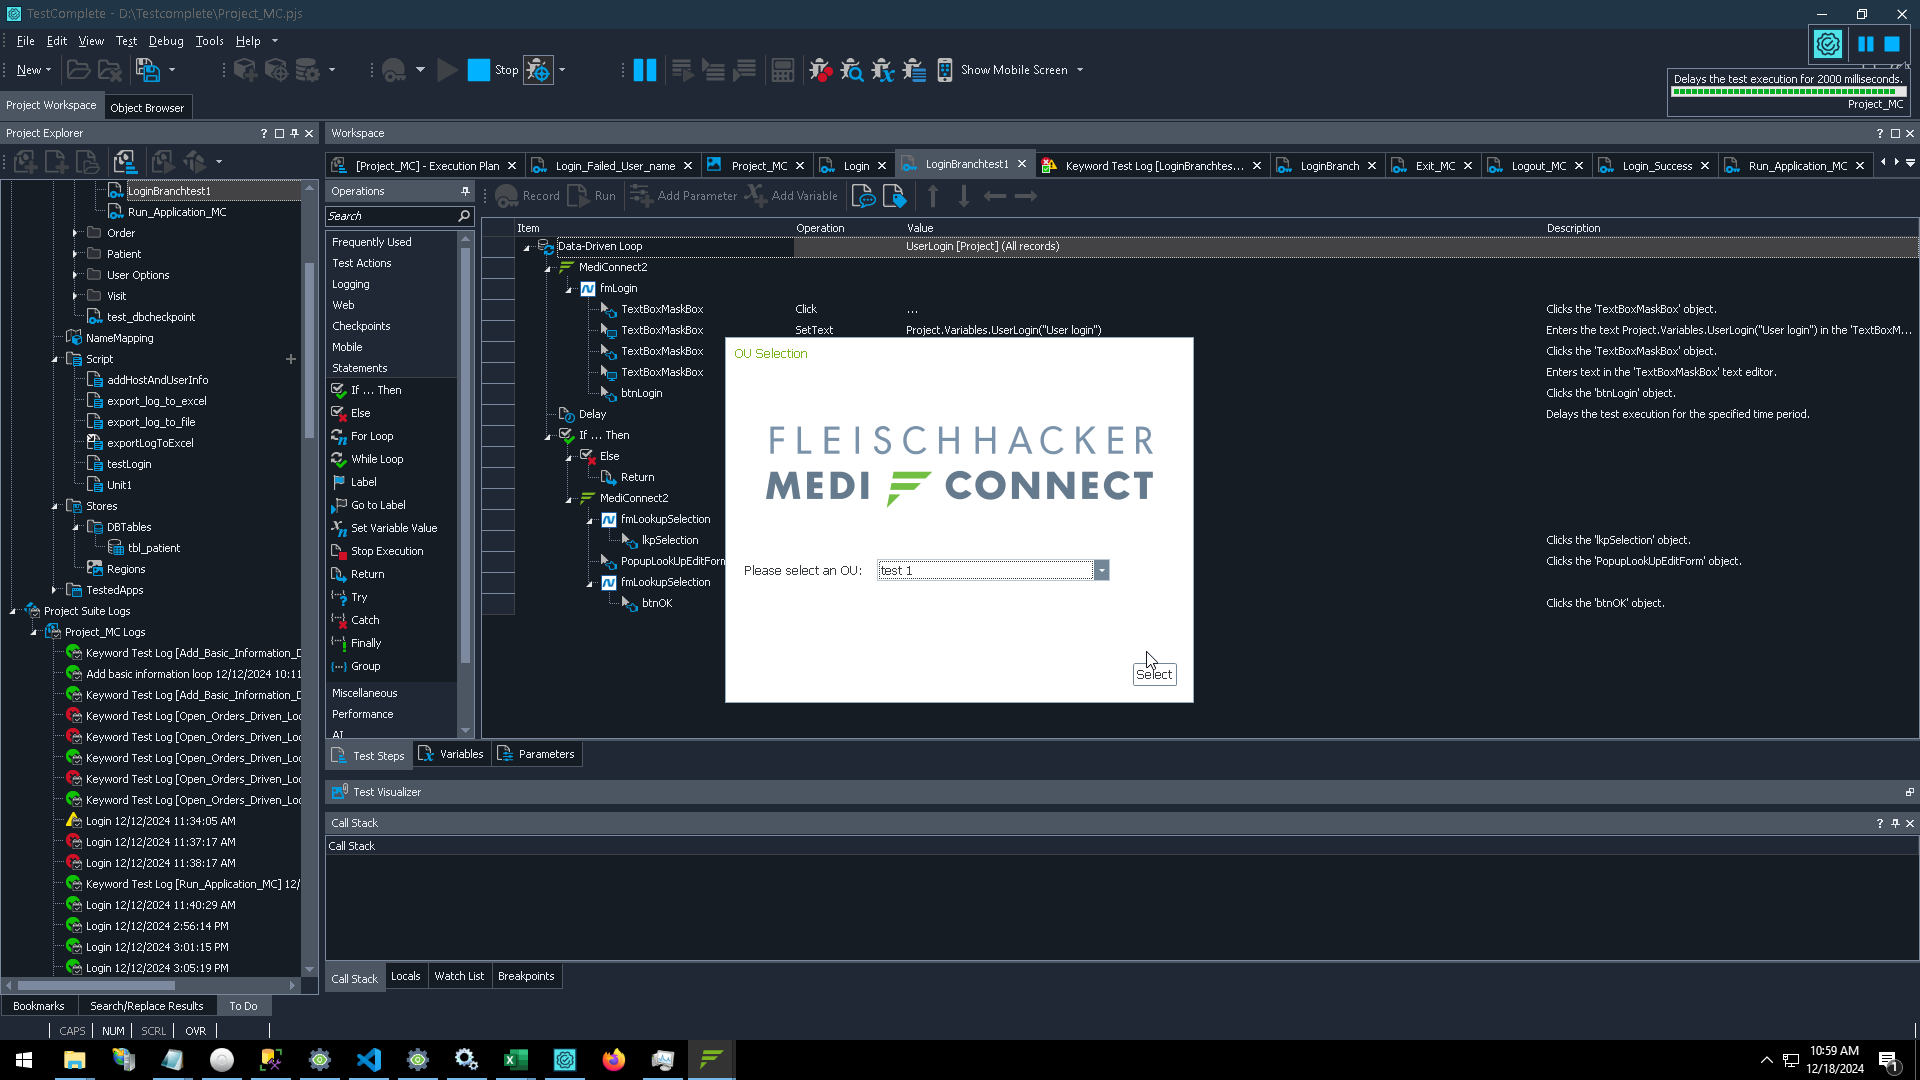 TestComplete - D:\Testcomplete\Project_MC.pjs
File Edit View Test Debug Tools Help
New Stop Show Mobile Screen
Delays the test execution for 2000 milliseconds.
Project_MC
Project Workspace Object Browser
Project Explorer ?
Workspace ?
[Project_MC] - Execution Plan Login_Failed_User_name Project_MC Login LoginBranchtest1 Keyword Test Log [LoginBranchtes... LoginBranch Exit_MC Logout_MC Login_Success Run_Application_MC
LoginBranchtest1
Run_Application_MC
Order
Patient
User Options
Visit
test_dbcheckpoint
NameMapping
Script
addHostAndUserInfo
export_log_to_excel
export_log_to_file
exportLogToExcel
testLogin
Unit1
Stores
DBTables
tbl_patient
Regions
TestedApps
Project Suite Logs
Project_MC Logs
Keyword Test Log [Add_Basic_Information_D
Add basic information loop 12/12/2024 10:11
Keyword Test Log [Add_Basic_Information_D
Keyword Test Log [Open_Orders_Driven_Loo
Keyword Test Log [Open_Orders_Driven_Loo
Keyword Test Log [Open_Orders_Driven_Loo
Keyword Test Log [Open_Orders_Driven_Loo
Keyword Test Log [Open_Orders_Driven_Loo
Login 12/12/2024 11:34:05 AM
Login 12/12/2024 11:37:17 AM
Login 12/12/2024 11:38:17 AM
Keyword Test Log [Run_Application_MC] 12/
Login 12/12/2024 11:40:29 AM
Login 12/12/2024 2:56:14 PM
Login 12/12/2024 3:01:15 PM
Login 12/12/2024 3:05:19 PM
Bookmarks Search/Replace Results To Do
CAPS NUM SCRL OVR
Operations
Search
Frequently Used
Test Actions
Logging
Web
Checkpoints
Mobile
Statements
If ... Then
Else
For Loop
While Loop
Label
Go to Label
Set Variable Value
Stop Execution
Return
Try
Catch
Finally
Group
Miscellaneous
Performance
AI
Record Run Add Parameter Add Variable
Item Operation Value Description
Data-Driven Loop UserLogin [Project] (All records)
MediConnect2
fmLogin
TextBoxMaskBox Click ... Clicks the 'TextBoxMaskBox' object.
TextBoxMaskBox SetText Project.Variables.UserLogin("User login") Enters the text Project.Variables.UserLogin("User login") in the 'TextBoxM...
TextBoxMaskBox Clicks the 'TextBoxMaskBox' object.
TextBoxMaskBox Enters text in the 'TextBoxMaskBox' text editor.
btnLogin Clicks the 'btnLogin' object.
Delay Delays the test execution for the specified time period.
If ... Then
Else
Return
MediConnect2
fmLookupSelection
lkpSelection Clicks the 'lkpSelection' object.
PopupLookUpEditForm Clicks the 'PopupLookUpEditForm' object.
fmLookupSelection
btnOK Clicks the 'btnOK' object.
OU Selection
FLEISCHHACKER
MEDI CONNECT
Please select an OU: test 1
Select
Test Steps Variables Parameters
Test Visualizer
Call Stack ?
Call Stack
Call Stack Locals Watch List Breakpoints
10:59 AM
12/18/2024
1